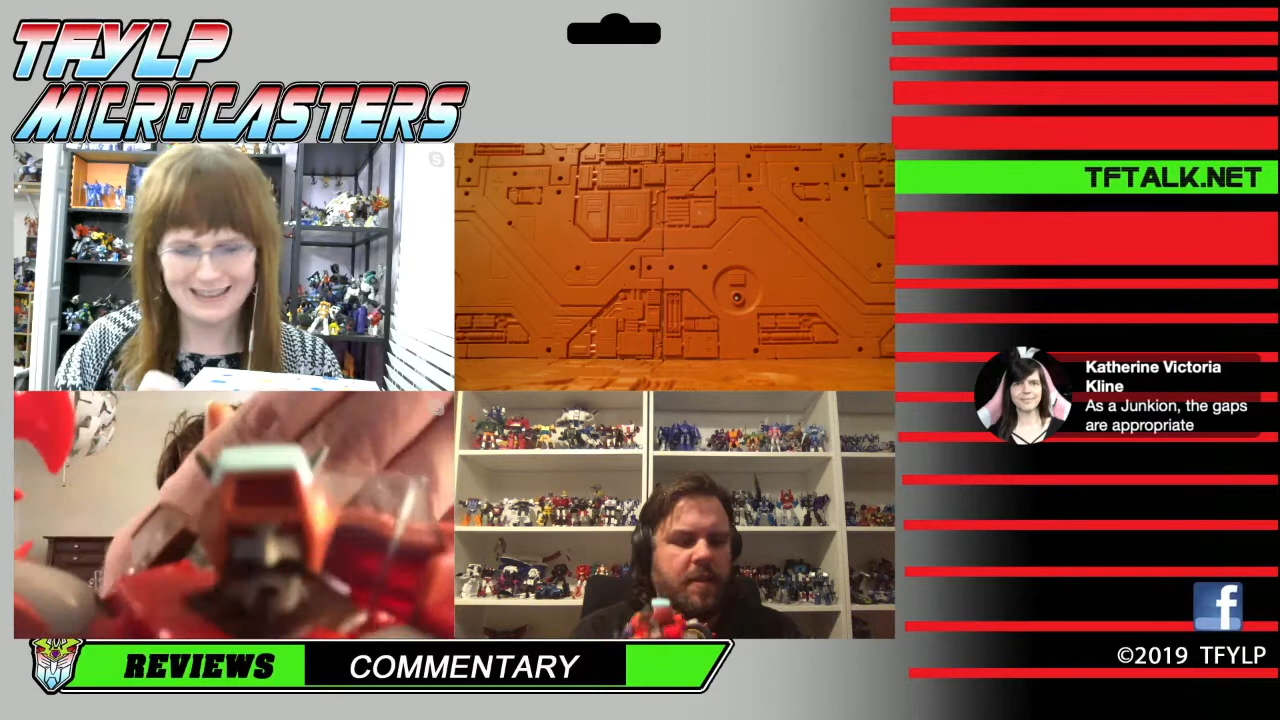 TFYLP
MICROCASTERS
TFTALK.NET
Katherine Victoria
Kline
As a Junkion, the gaps
are appropriate
f
©2019 TFYLP
REVIEWS
COMMENTARY